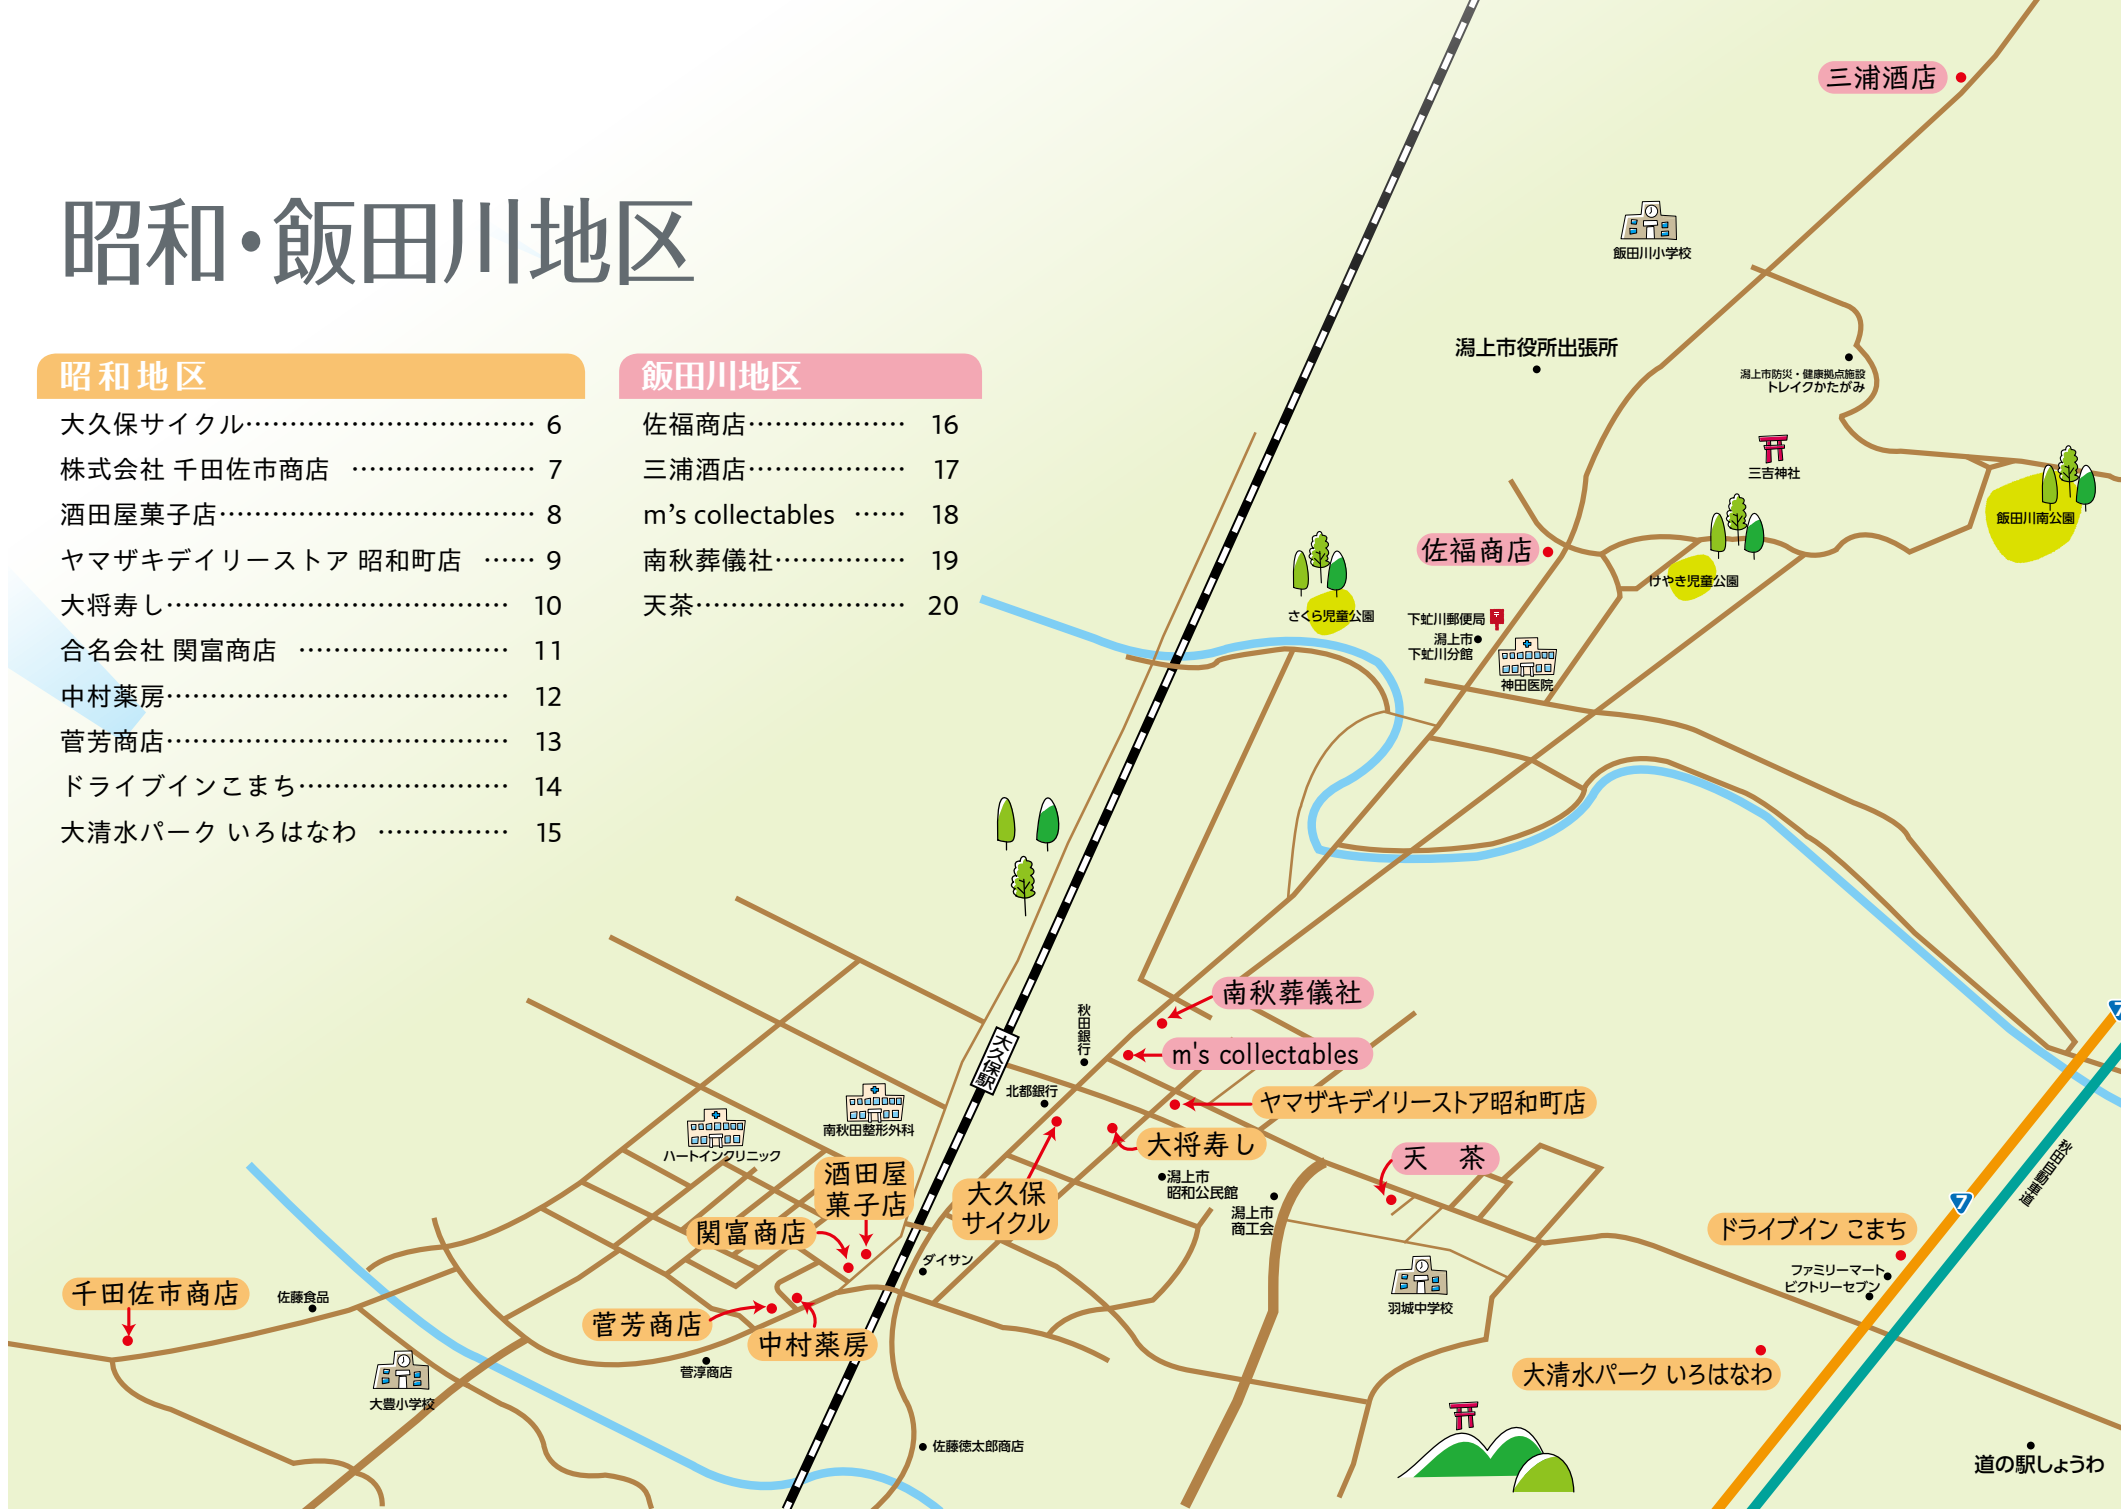 昭和・飯田川地区
昭和地区
大久保サイクル…………………………… 6
株式会社 千田佐市商店 ………………… 7
酒田屋菓子店……………………………… 8
ヤマザキデイリーストア 昭和町店 …… 9
大将寿し………………………………… 10
合名会社 関富商店 …………………… 11
中村薬房………………………………… 12
菅芳商店………………………………… 13
ドライブインこまち…………………… 14
大清水パーク いろはなわ …………… 15
飯田川地区
佐福商店……………… 16
三浦酒店……………… 17
m’s collectables …… 18
南秋葬儀社…………… 19
天茶…………………… 20
三浦酒店
飯田川小学校
潟上市役所出張所
潟上市防災・健康拠点施設
トレイクかたがみ
三吉神社
飯田川南公園
佐福商店
けやき児童公園
さくら児童公園
下虻川郵便局
潟上市
下虻川分館
神田医院
南秋葬儀社
m's collectables
秋田銀行
大久保駅
北都銀行
ヤマザキデイリーストア昭和町店
大将寿し
天 茶
潟上市
昭和公民館
潟上市
商工会
南秋田整形外科
ハートインクリニック
酒田屋
菓子店
大久保
サイクル
関富商店
ダイサン
千田佐市商店
佐藤食品
菅芳商店
中村薬房
菅淳商店
大豊小学校
佐藤徳太郎商店
羽城中学校
7
7
秋田自動車道
ドライブイン こまち
ファミリーマート
ビクトリーセブン
大清水パーク いろはなわ
道の駅しょうわ